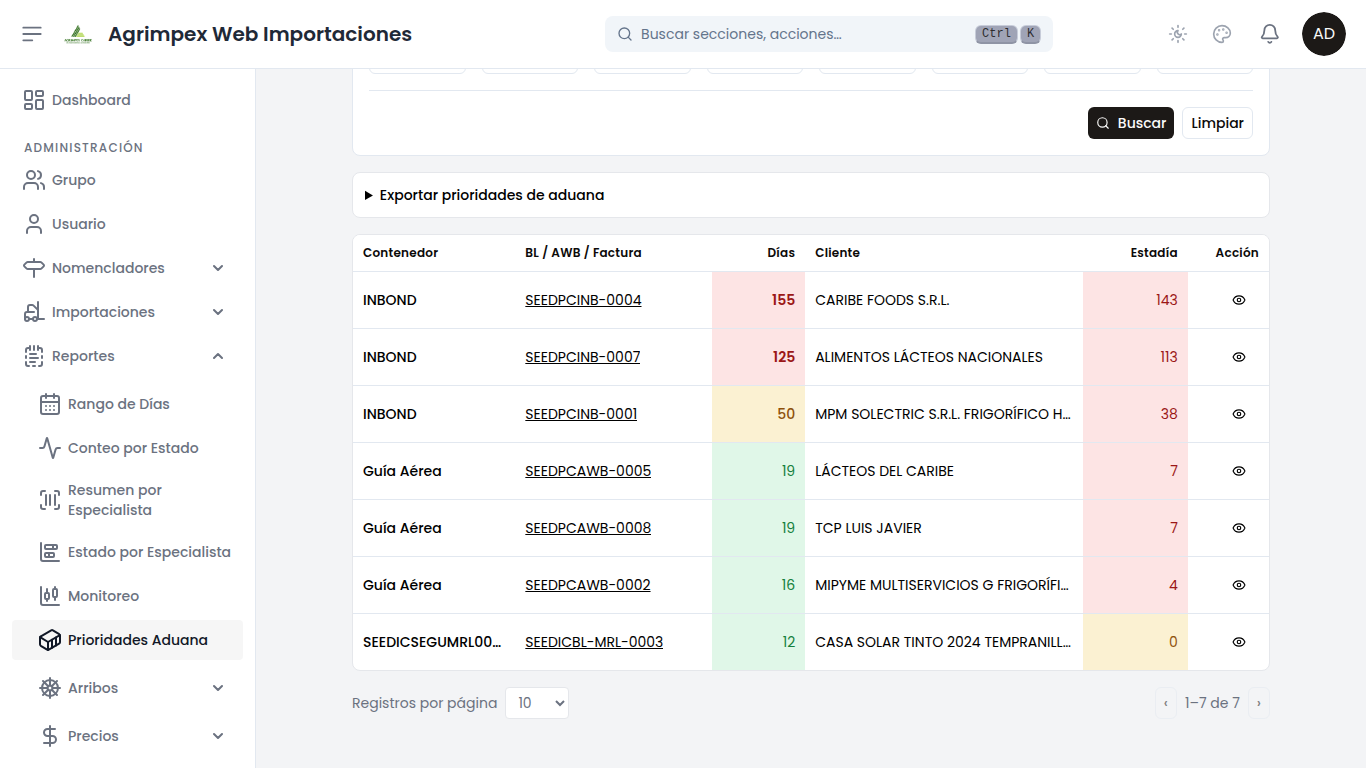 Agrimpex Web Importaciones
Buscar secciones, acciones...
Ctrl K
AD
Dashboard
ADMINISTRACIÓN
Grupo
Usuario
Nomencladores
Importaciones
Reportes
Rango de Días
Conteo por Estado
Resumen por
Especialista
Estado por Especialista
Monitoreo
Prioridades Aduana
Arribos
Precios
Buscar Limpiar
Exportar prioridades de aduana
Contenedor BL / AWB / Factura Días Cliente Estadía Acción
INBOND SEEDPCINB-0004 155 CARIBE FOODS S.R.L. 143
INBOND SEEDPCINB-0007 125 ALIMENTOS LÁCTEOS NACIONALES 113
INBOND SEEDPCINB-0001 50 MPM SOLECTRIC S.R.L. FRIGORÍFICO H... 38
Guía Aérea SEEDPCAWB-0005 19 LÁCTEOS DEL CARIBE 7
Guía Aérea SEEDPCAWB-0008 19 TCP LUIS JAVIER 7
Guía Aérea SEEDPCAWB-0002 16 MIPYME MULTISERVICIOS G FRIGORÍFI... 4
SEEDICSEGUMRL00... SEEDICBL-MRL-0003 12 CASA SOLAR TINTO 2024 TEMPRANILL... 0
Registros por página 10 ‹ 1–7 de 7 ›